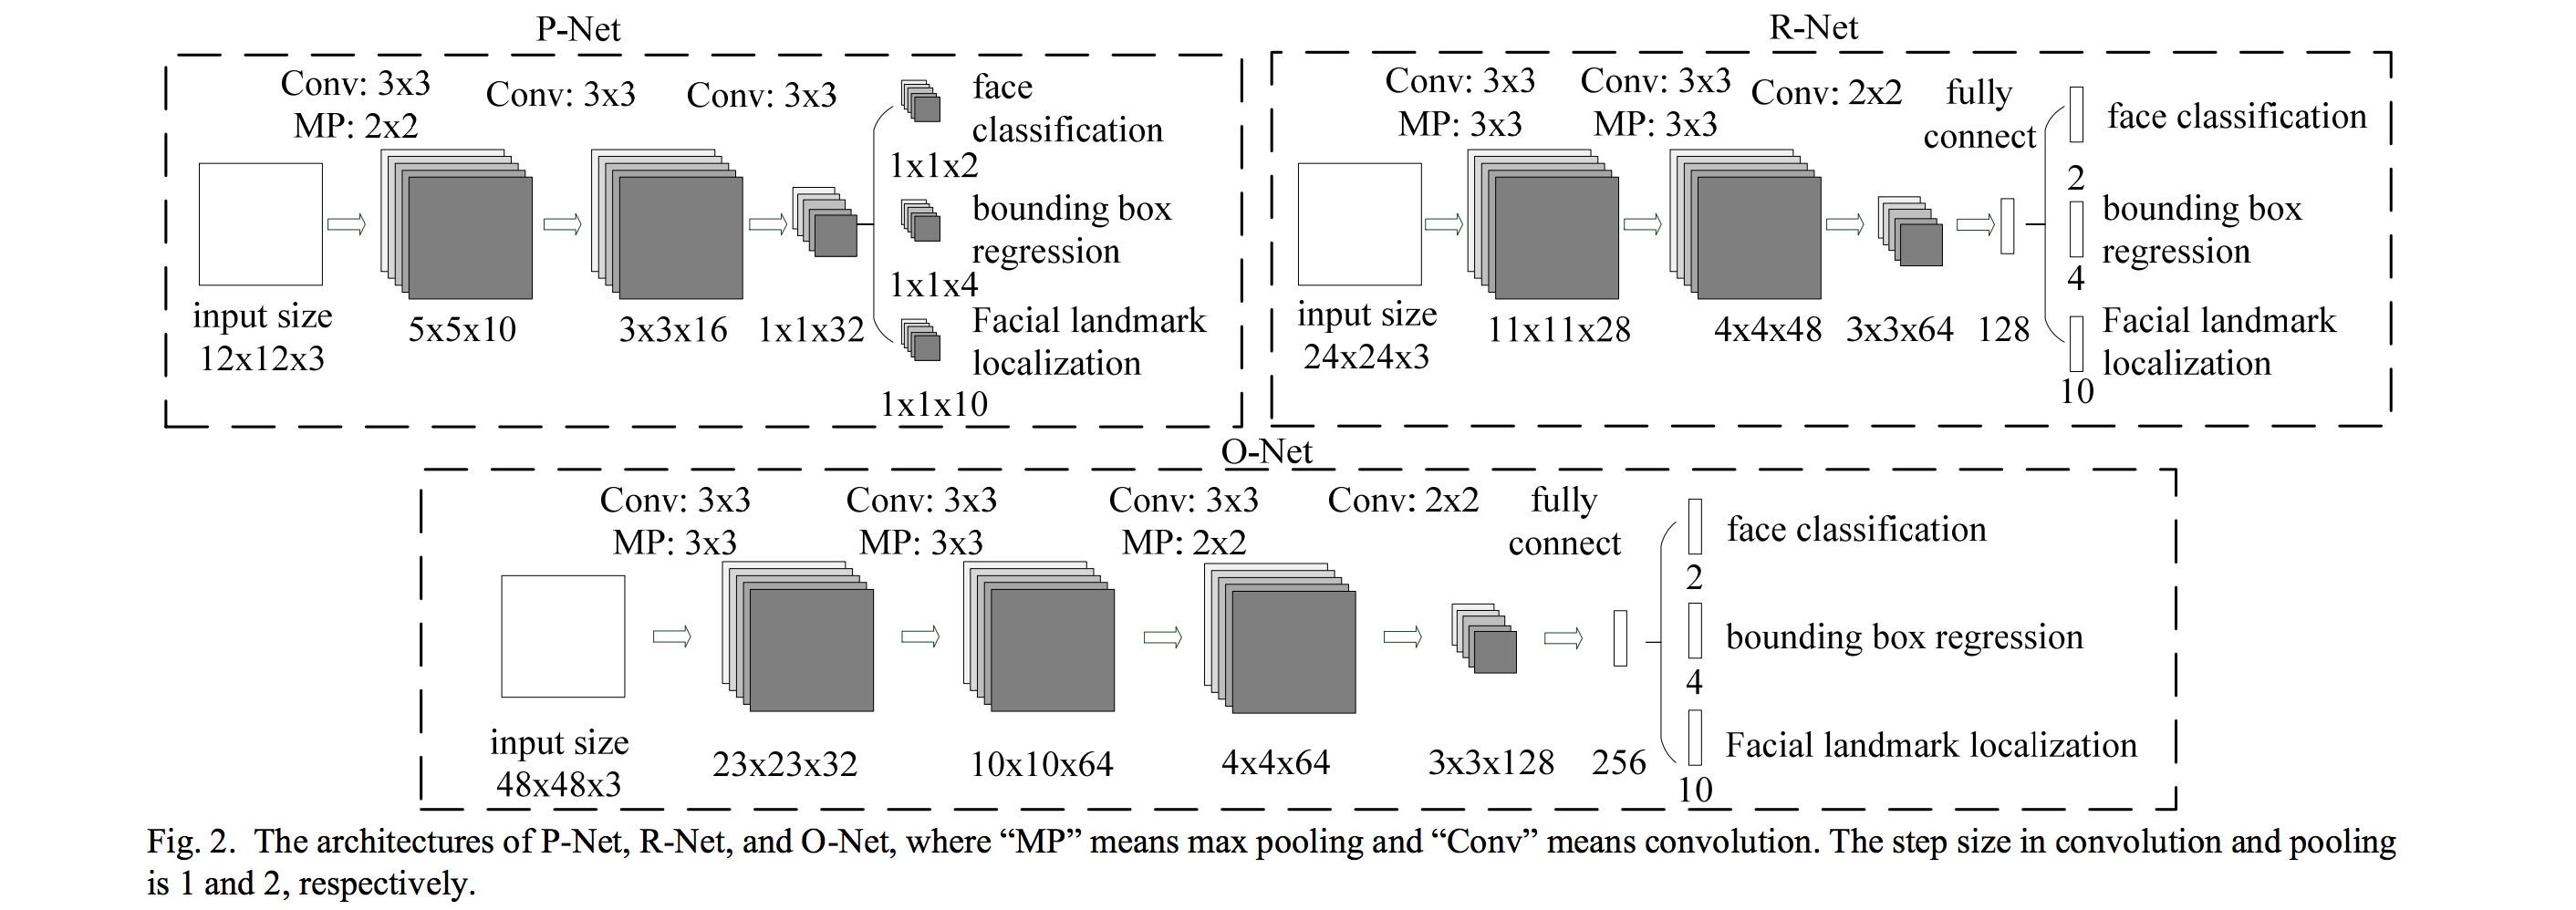 P-Net
Conv: 3x3
MP: 2x2
Conv: 3x3
Conv: 3x3
input size
12x12x3
5x5x10
3x3x16
1x1x32
face
classification
1x1x2
bounding box
regression
1x1x4
Facial landmark
localization
1x1x10
R-Net
Conv: 3x3
MP: 3x3
Conv: 3x3
MP: 3x3
Conv: 2x2
fully
connect
input size
24x24x3
11x11x28
4x4x48
3x3x64
128
face classification
2
bounding box
regression
4
Facial landmark
localization
10
O-Net
Conv: 3x3
MP: 3x3
Conv: 3x3
MP: 3x3
Conv: 3x3
MP: 2x2
Conv: 2x2
fully
connect
input size
48x48x3
23x23x32
10x10x64
4x4x64
3x3x128
256
face classification
2
bounding box regression
4
Facial landmark localization
10
Fig. 2. The architectures of P-Net, R-Net, and O-Net, where “MP” means max pooling and “Conv” means convolution. The step size in convolution and pooling
is 1 and 2, respectively.